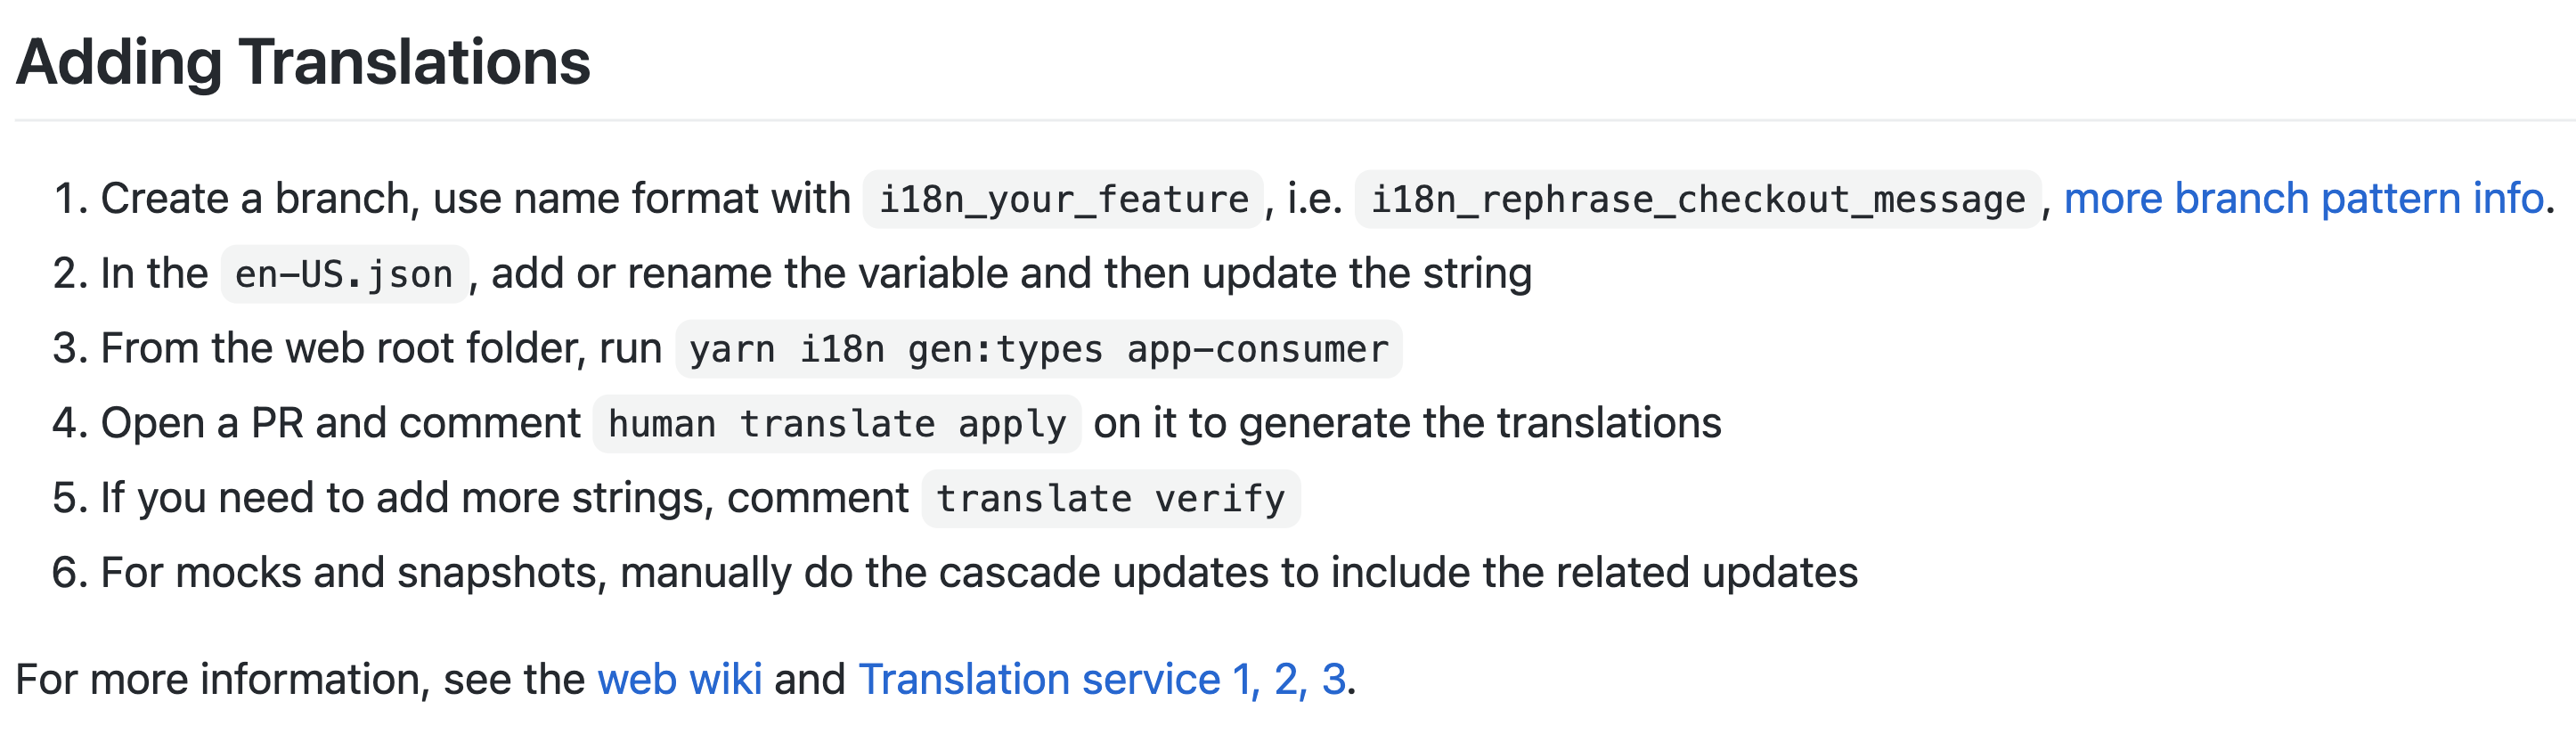 Adding Translations
1. Create a branch, use name format with i18n_your_feature, i.e. i18n_rephrase_checkout_message, more branch pattern info.
2. In the en-US.json, add or rename the variable and then update the string
3. From the web root folder, run yarn i18n gen:types app-consumer
4. Open a PR and comment human translate apply on it to generate the translations
5. If you need to add more strings, comment translate verify
6. For mocks and snapshots, manually do the cascade updates to include the related updates
For more information, see the web wiki and Translation service 1, 2, 3.